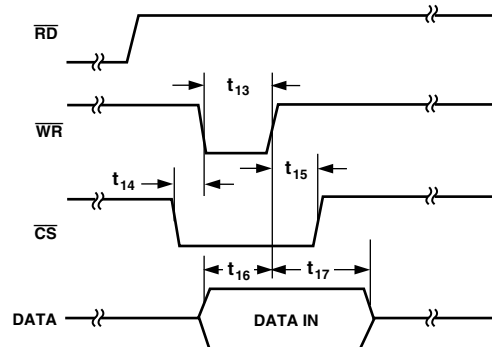 RD
t13
WR
t14
t15
CS
t16
t17
DATA
DATA IN